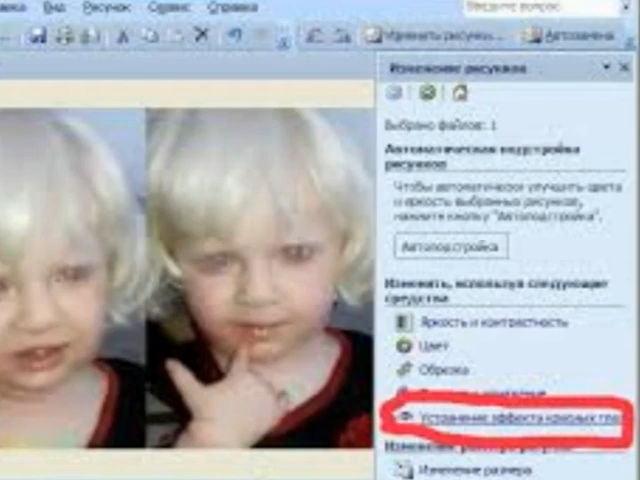 Вид Рисунок Сервис Справка
Введите вопрос
Изменить рисунки... Автозамена
Изменение рисунков
Выбрано файлов: 1
Автоматическая подстройка
рисунков
Чтобы автоматически улучшить цвета
и яркость выбранных рисунков,
нажмите кнопку "Автоподстройка".
Автоподстройка
Изменить, используя следующие
средства
Яркость и контрастность
Цвет
Обрезка
Устранение эффекта красных гла
Изменение размера